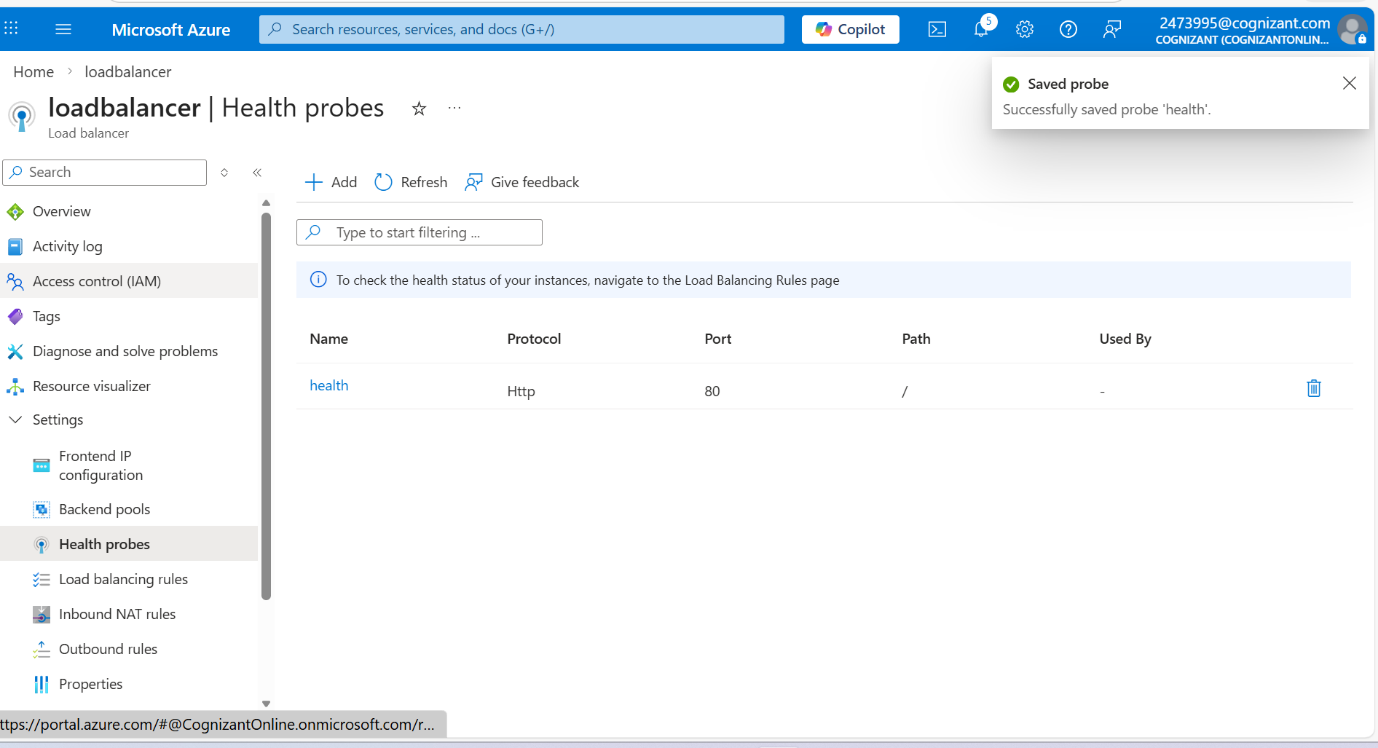 Microsoft Azure
Search resources, services, and docs (G+/)
Copilot
5
2473995@cognizant.com
COGNIZANT (COGNIZANTONLIN...
Home > loadbalancer
Saved probe
Successfully saved probe 'health'.
loadbalancer | Health probes
...
Load balancer
Search
Add
Refresh
Give feedback
Overview
Activity log
Access control (IAM)
Tags
Diagnose and solve problems
Resource visualizer
Settings
Frontend IP
configuration
Backend pools
Health probes
Load balancing rules
Inbound NAT rules
Outbound rules
Properties
Type to start filtering ...
To check the health status of your instances, navigate to the Load Balancing Rules page
Name Protocol Port Path Used By
health Http 80 / -
ttps://portal.azure.com/#@CognizantOnline.onmicrosoft.com/r...